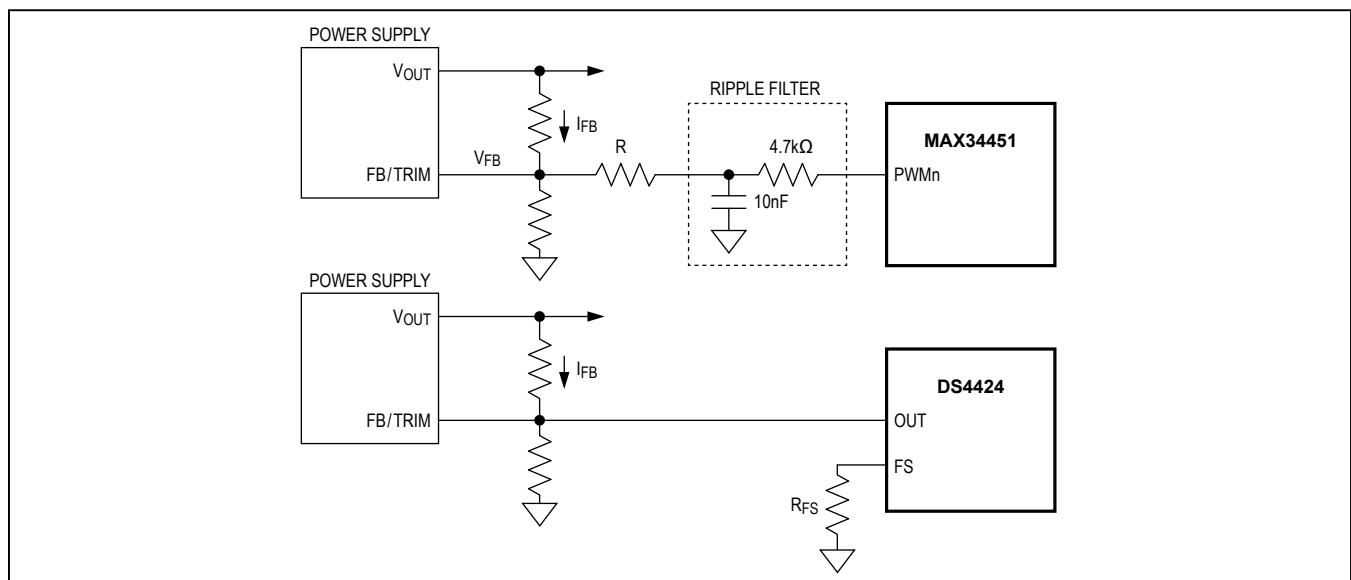 POWER SUPPLY
VOUT
RIPPLE FILTER
IFB
MAX34451
R
4.7kΩ
VFB
FB/TRIM
PWMn
10nF
POWER SUPPLY
VOUT
IFB
DS4424
FB/TRIM
OUT
FS
RFS